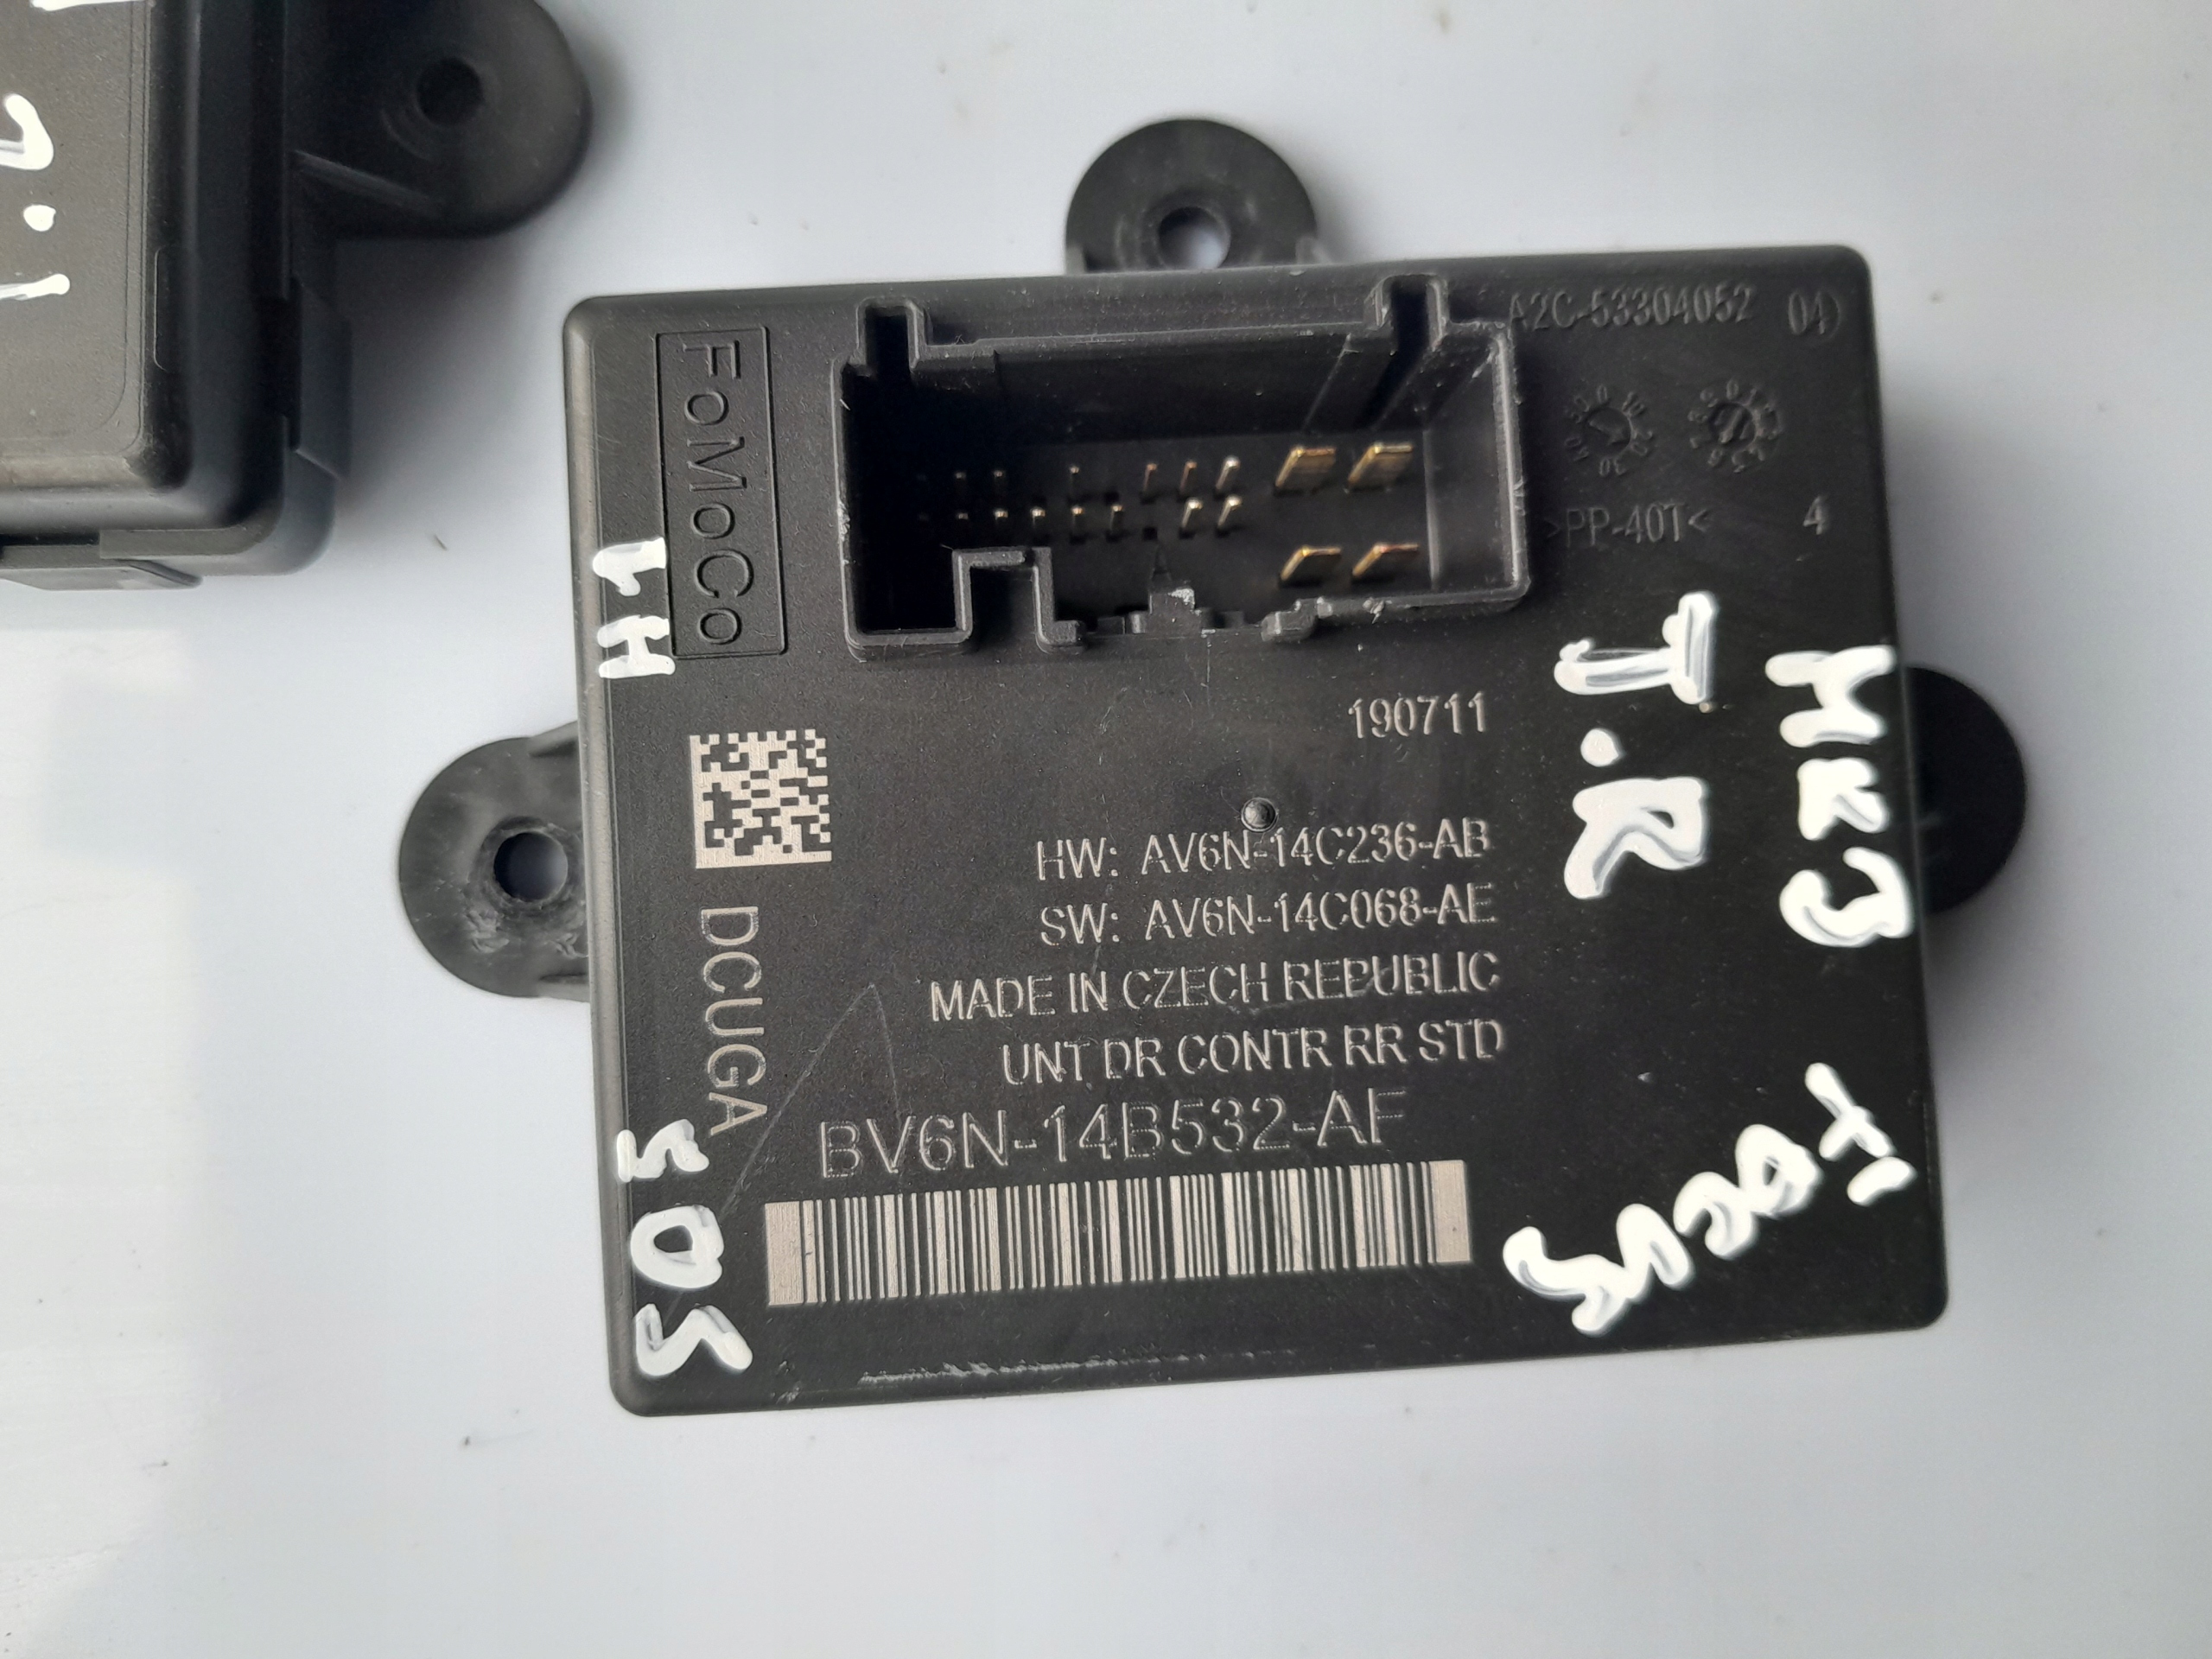 A2C-53304052 04
FoMoCo
>PP-40T< 4
LH
T.R
MK3
190711
HW: AV6N-14C236-AB
SW: AV6N-14C068-AE
MADE IN CZECH REPUBLIC
UNT DR CONTR RR STD
DCUGA
BV6N-14B532-AF
Focus